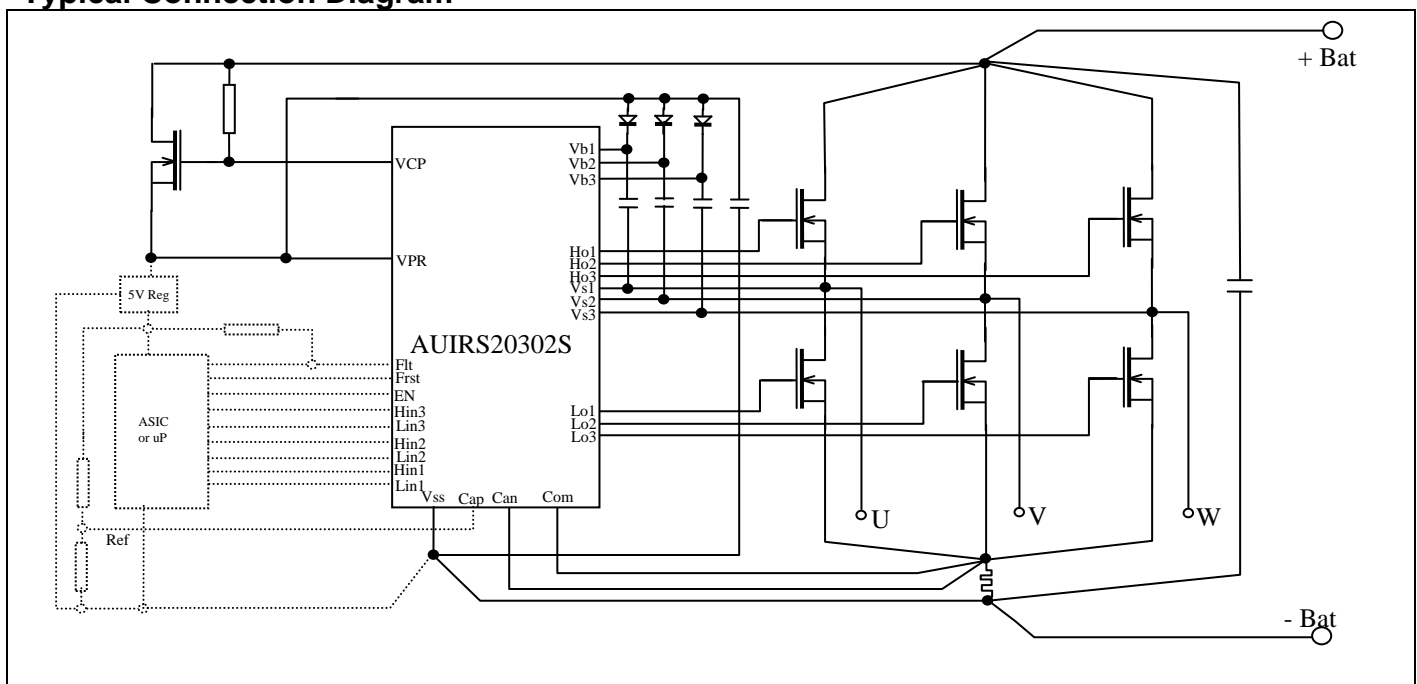 Typical Connection Diagram
+ Bat
VCP
Vb1
Vb2
Vb3
VPR
Ho1
Ho2
Ho3
Vs1
Vs2
Vs3
5V Reg
AUIRS20302S
Flt
Frst
EN
Hin3
Lin3
Hin2
Lin2
Hin1
Lin1
ASIC
or uP
Lo1
Lo2
Lo3
Vss
Cap
Can
Com
U
V
W
Ref
- Bat